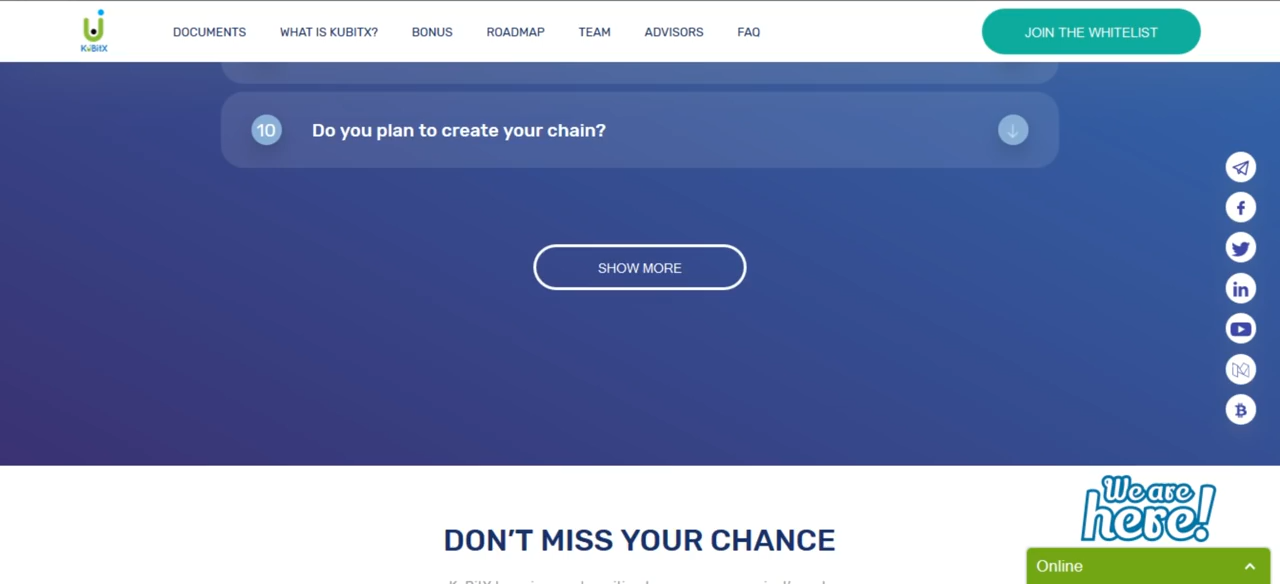 KuBitX
DOCUMENTS
WHAT IS KUBITX?
BONUS
ROADMAP
TEAM
ADVISORS
FAQ
JOIN THE WHITELIST
10 Do you plan to create your chain?
SHOW MORE
We are
here!
DON'T MISS YOUR CHANCE
Online